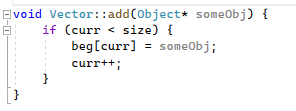 void Vector::add(Object* someObj) {
    if (curr < size) {
        beg[curr] = someObj;
        curr++;
    }
}